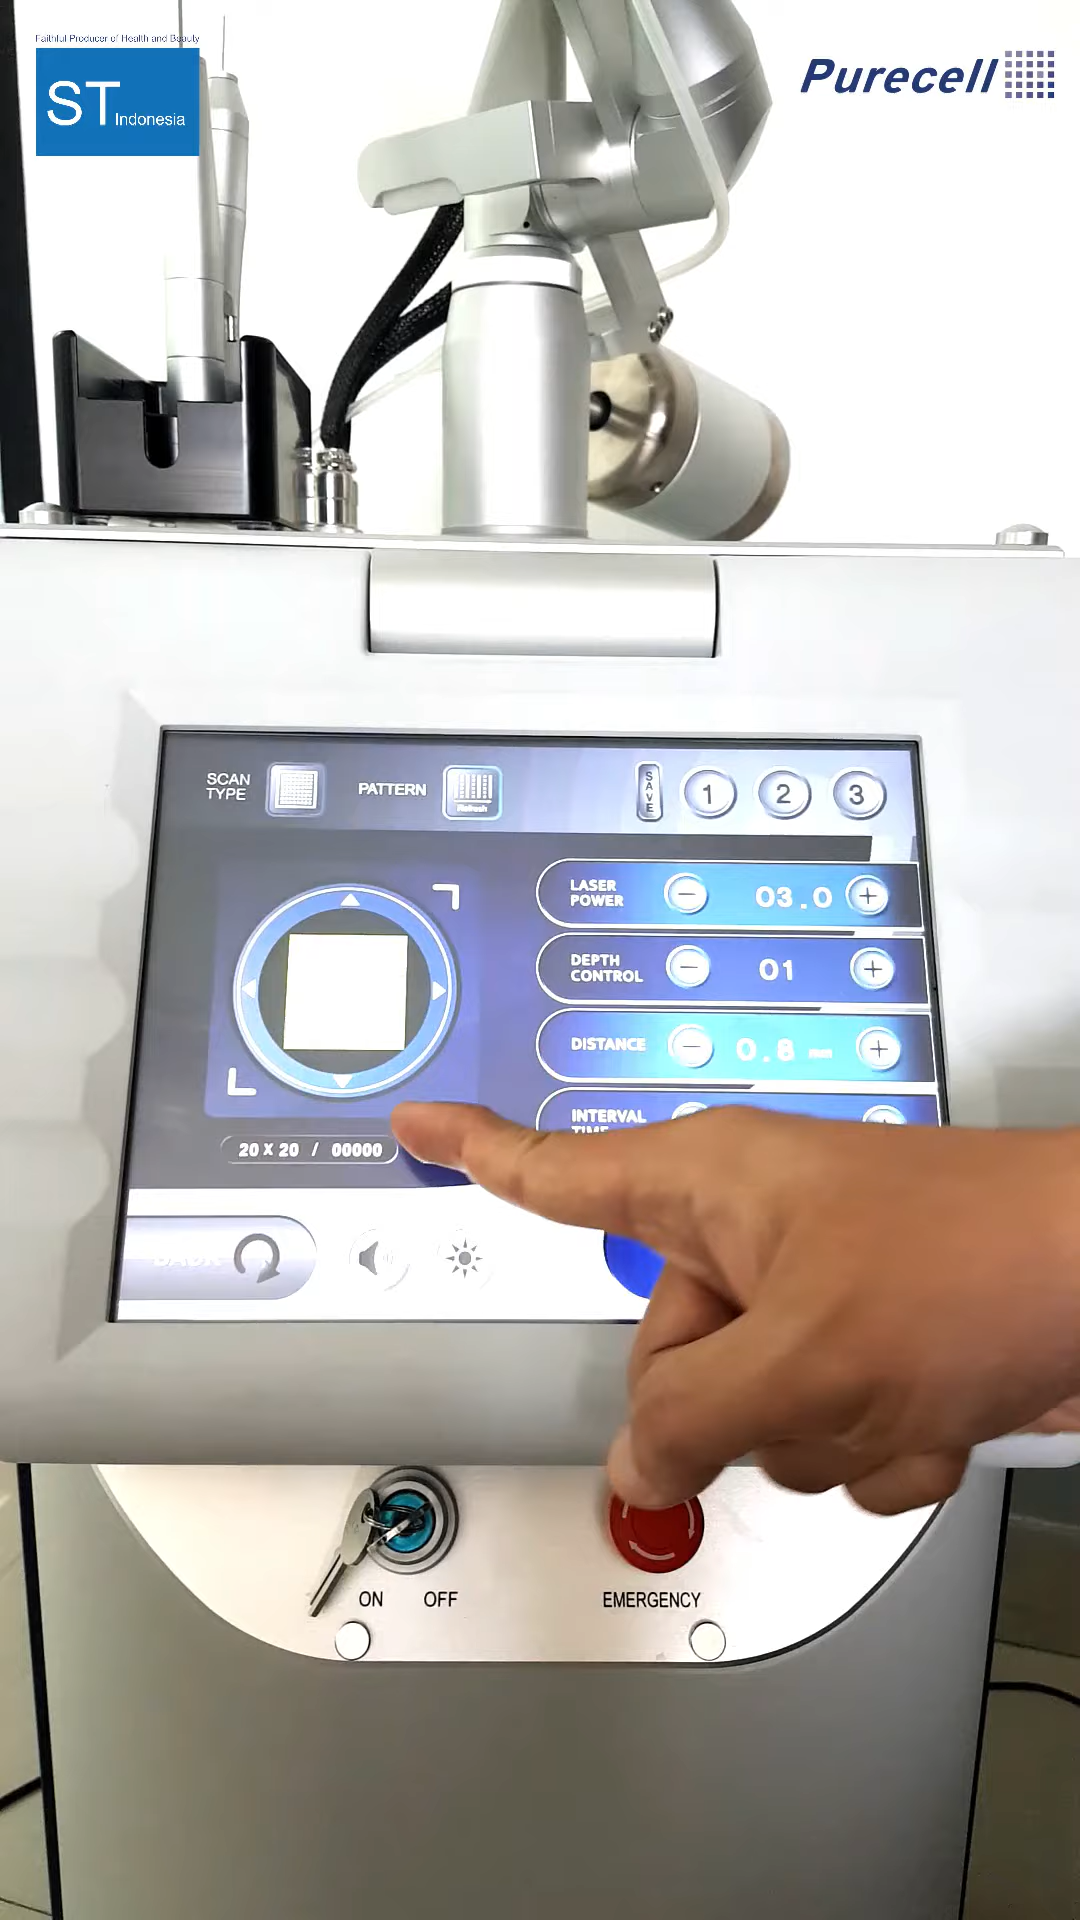 Faithful Producer of Health and Beauty
ST Indonesia
Purecell
SCAN TYPE
PATTERN
Refresh
SAVE
1 2 3
LASER POWER
03.0
DEPTH CONTROL
01
DISTANCE
0.8 mm
INTERVAL TIME
20 X 20 / 00000
BACK
ON OFF
EMERGENCY